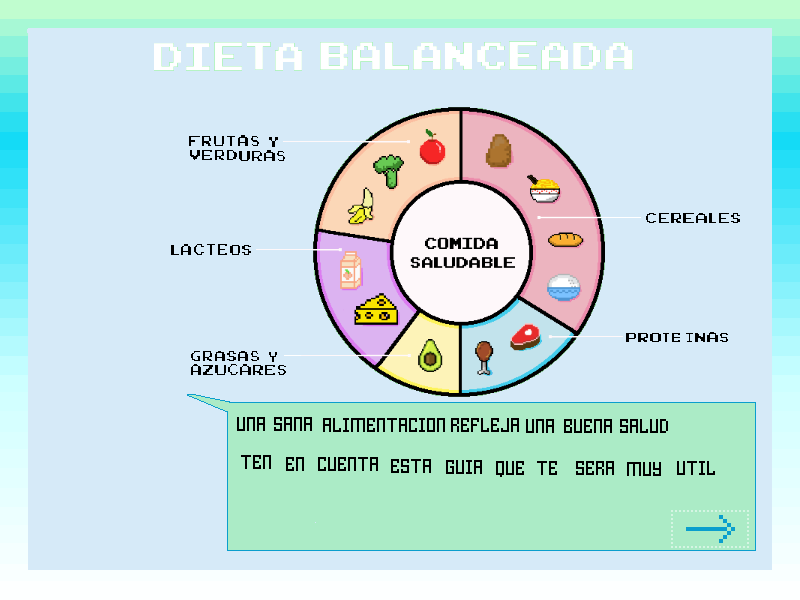 DIETA BALANCEADA
FRUTAS Y
VERDURAS
CEREALES
LACTEOS
COMIDA
SALUDABLE
PROTEINAS
GRASAS Y
AZUCARES
UNA SANA ALIMENTACION REFLEJA UNA BUENA SALUD
TEN EN CUENTA ESTA GUIA QUE TE SERA MUY UTIL